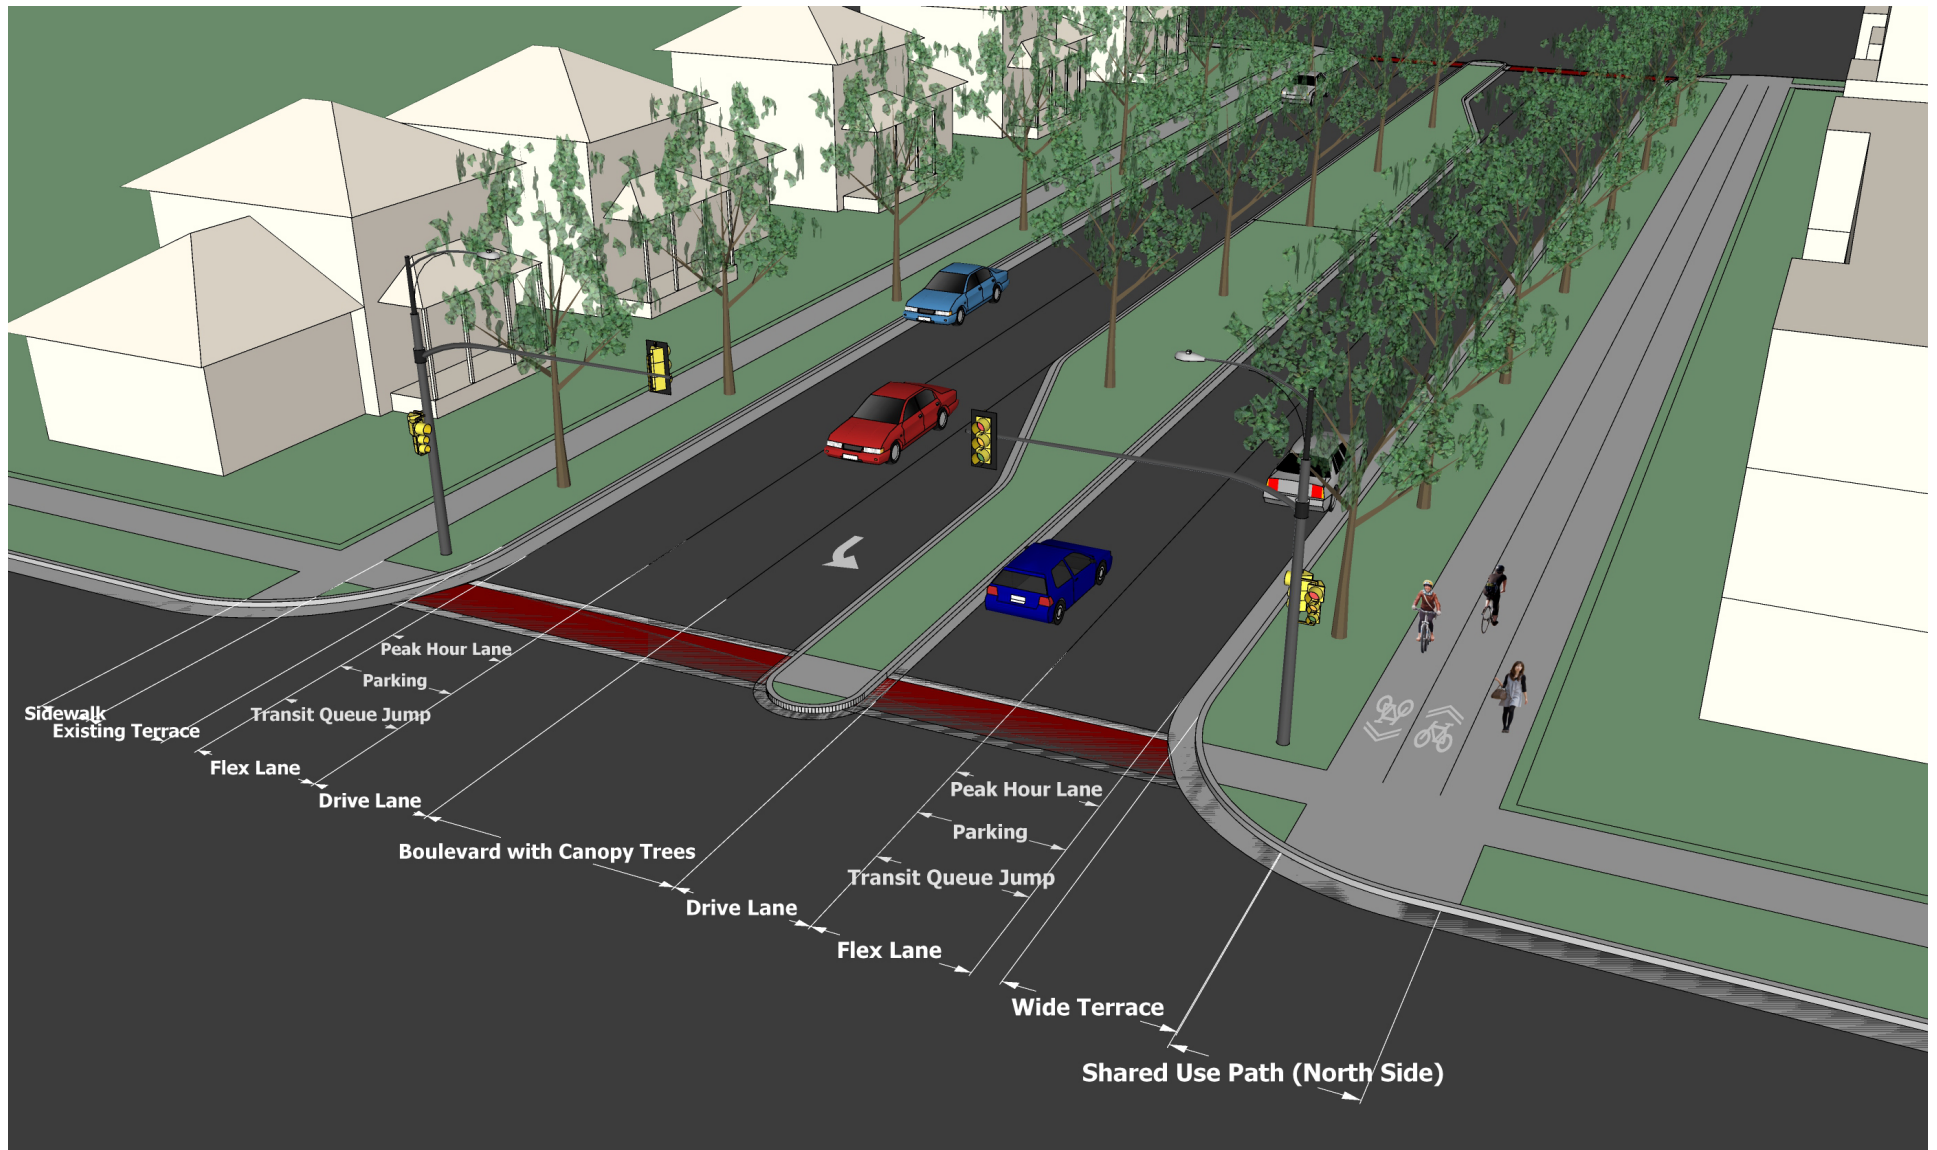 Peak Hour Lane
Parking
Transit Queue Jump
Sidewalk
Existing Terrace
Flex Lane
Drive Lane
Boulevard with Canopy Trees
Drive Lane
Peak Hour Lane
Parking
Transit Queue Jump
Flex Lane
Wide Terrace
Shared Use Path (North Side)